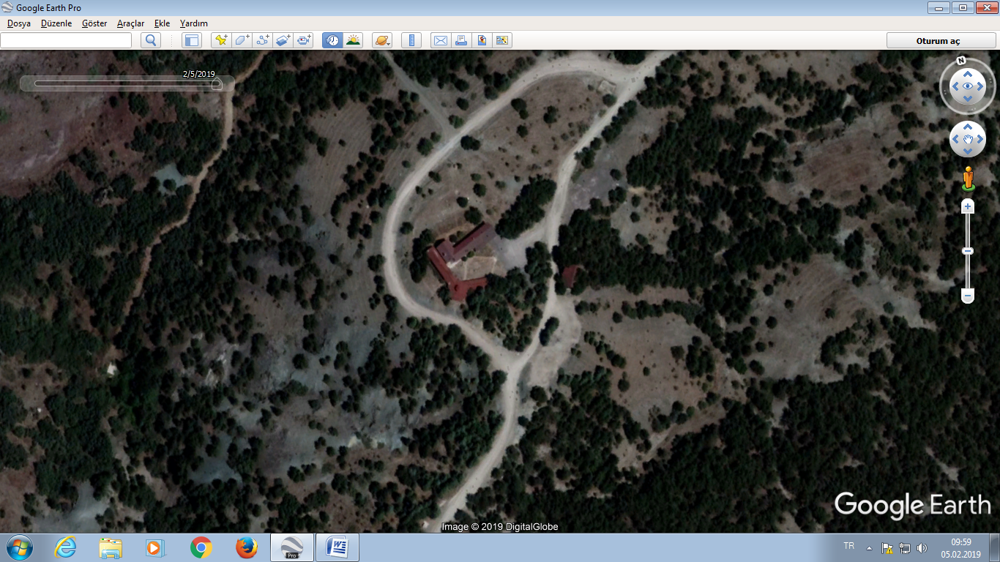 Google Earth Pro
Dosya Düzenle Göster Araçlar Ekle Yardım
Oturum aç
2/5/2019
N
Google Earth
Image © 2019 DigitalGlobe
Pro
TR
09:59
05.02.2019